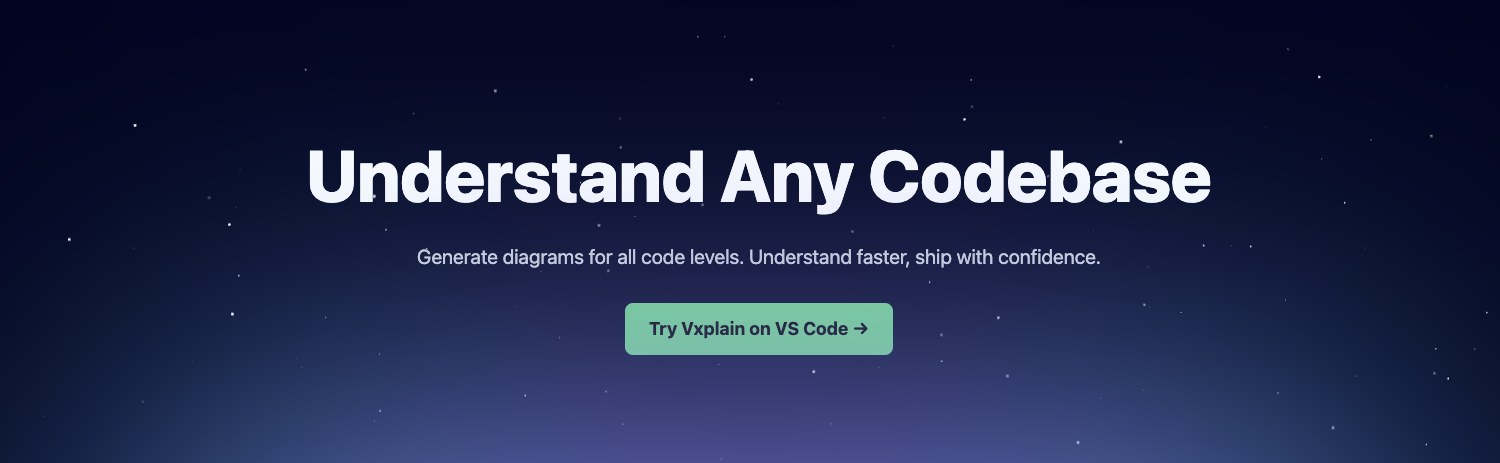 Understand Any Codebase
Generate diagrams for all code levels. Understand faster, ship with confidence.
Try Vxplain on VS Code →